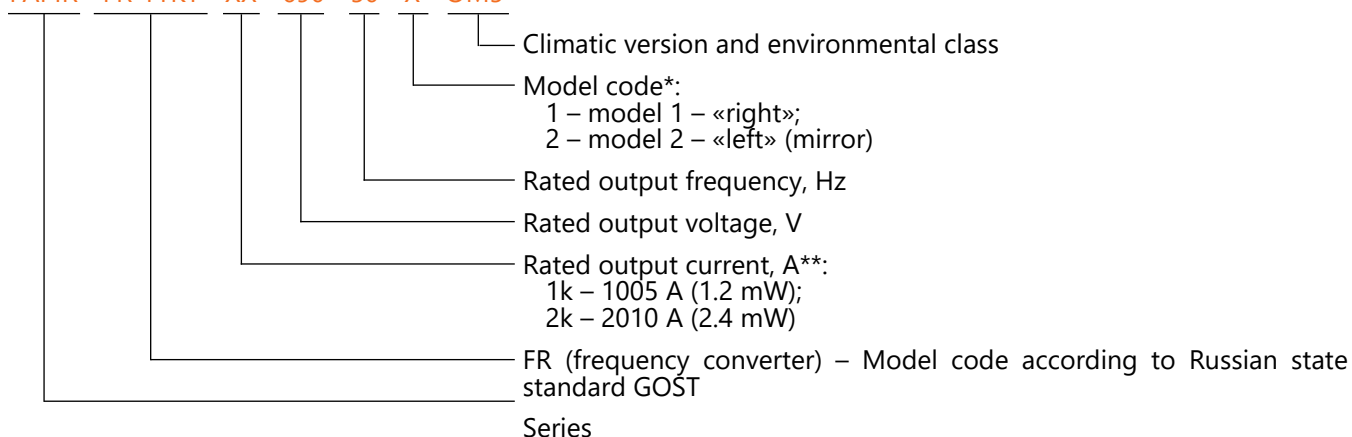 Climatic version and environmental class
Model code*:
1 – model 1 – «right»;
2 – model 2 – «left» (mirror)
Rated output frequency, Hz
Rated output voltage, V
Rated output current, A**:
1k – 1005 A (1.2 mW);
2k – 2010 A (2.4 mW)
FR (frequency converter) – Model code according to Russian state
standard GOST
Series